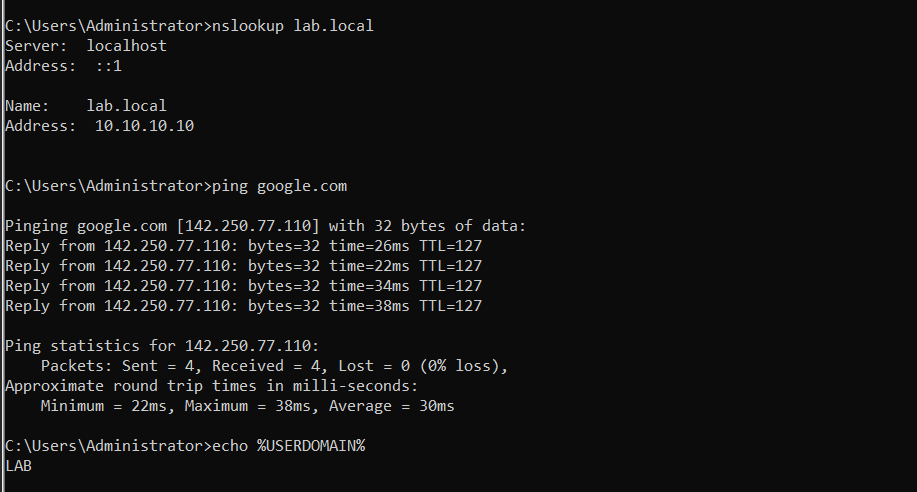 C:\Users\Administrator>nslookup lab.local
Server:  localhost
Address:  ::1
Name:    lab.local
Address:  10.10.10.10
C:\Users\Administrator>ping google.com
Pinging google.com [142.250.77.110] with 32 bytes of data:
Reply from 142.250.77.110: bytes=32 time=26ms TTL=127
Reply from 142.250.77.110: bytes=32 time=22ms TTL=127
Reply from 142.250.77.110: bytes=32 time=34ms TTL=127
Reply from 142.250.77.110: bytes=32 time=38ms TTL=127
Ping statistics for 142.250.77.110:
    Packets: Sent = 4, Received = 4, Lost = 0 (0% loss),
Approximate round trip times in milli-seconds:
    Minimum = 22ms, Maximum = 38ms, Average = 30ms
C:\Users\Administrator>echo %USERDOMAIN%
LAB